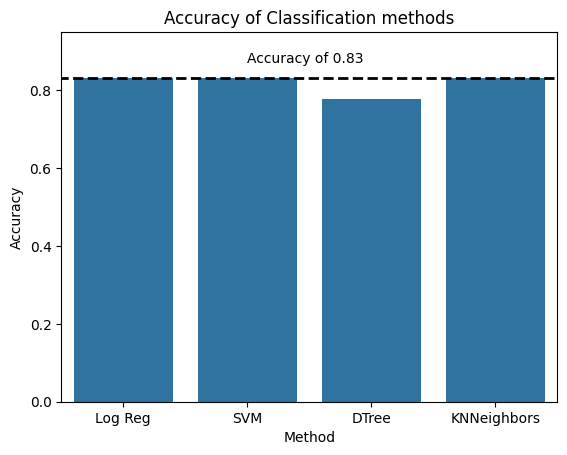 Accuracy of Classification methods
Accuracy of 0.83
Accuracy
0.8
0.6
0.4
0.2
0.0
Log Reg SVM DTree KNNeighbors
Method